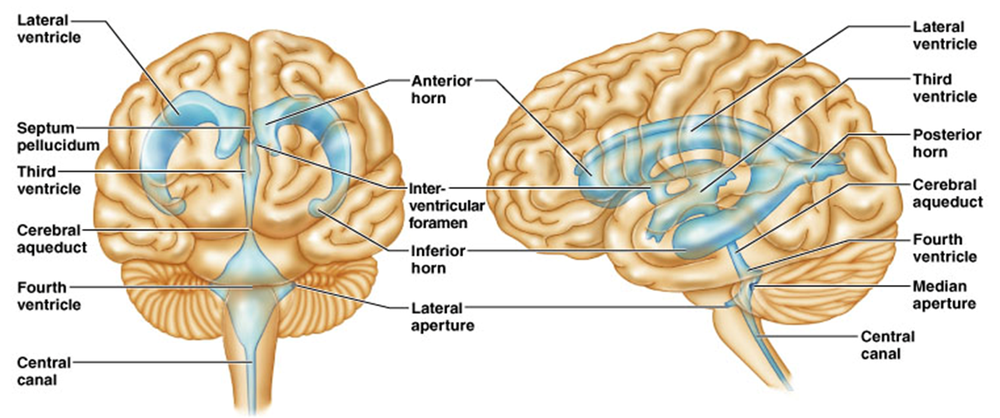 Lateral
ventricle
Septum
pellucidum
Third
ventricle
Cerebral
aqueduct
Fourth
ventricle
Central
canal
Anterior
horn
Inter-
ventricular
foramen
Inferior
horn
Lateral
aperture
Lateral
ventricle
Third
ventricle
Posterior
horn
Cerebral
aqueduct
Fourth
ventricle
Median
aperture
Central
canal